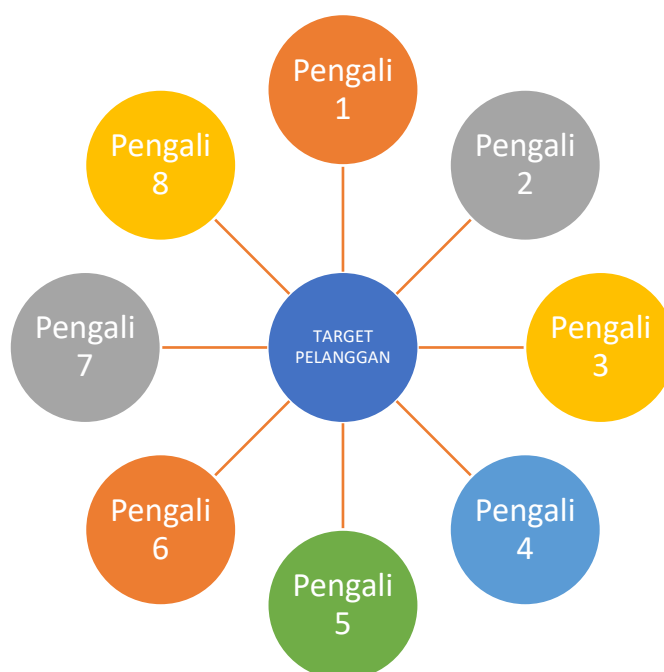 Pengali
1
Pengali
2
Pengali
3
Pengali
4
Pengali
5
Pengali
6
Pengali
7
Pengali
8
TARGET
PELANGGAN